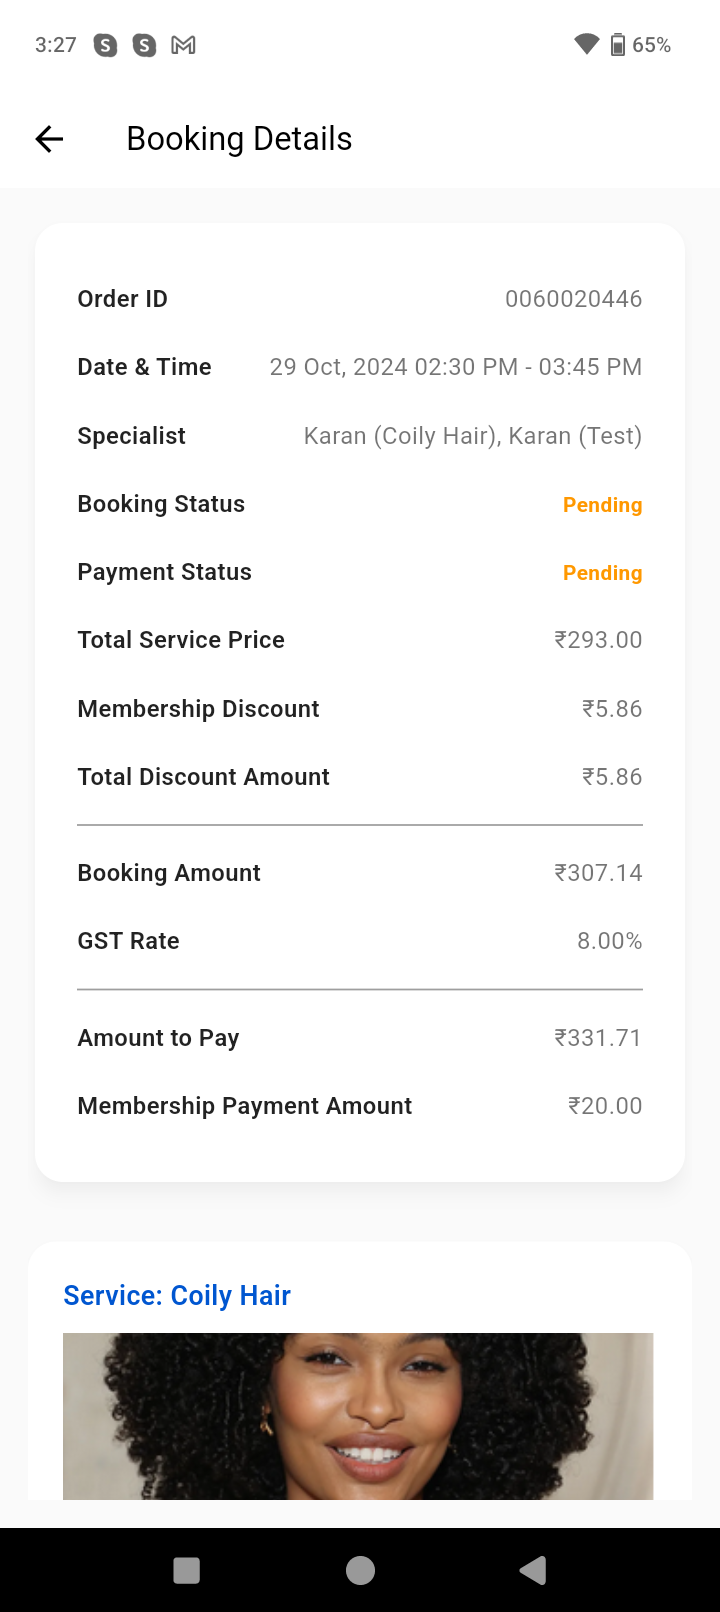 3:27
65%
Booking Details
Order ID 0060020446
Date & Time 29 Oct, 2024 02:30 PM - 03:45 PM
Specialist Karan (Coily Hair), Karan (Test)
Booking Status Pending
Payment Status Pending
Total Service Price ₹293.00
Membership Discount ₹5.86
Total Discount Amount ₹5.86
Booking Amount ₹307.14
GST Rate 8.00%
Amount to Pay ₹331.71
Membership Payment Amount ₹20.00
Service: Coily Hair